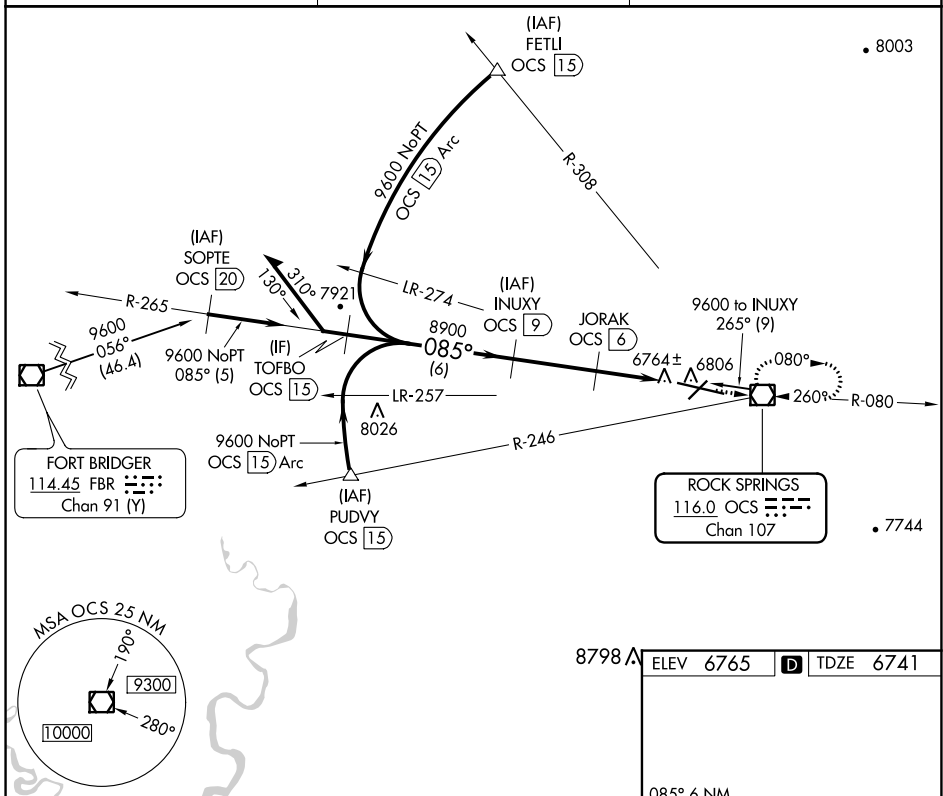 (IAF)
FETLI
OCS 15
8003
9600 NoPT
OCS 15 Arc
R-308
(IAF)
SOPTE
OCS 20
310°
130°
7921
LR-274
(IAF)
INUXY
OCS 9
R-265
9600
056°
(46.4)
9600 NoPT
085° (5)
(IF)
TOFBO
OCS 15
8900
085°
(6)
JORAK
OCS 6
9600 to INUXY
265° (9)
6764± 6806
080°
260°
R-080
LR-257
8026
R-246
9600 NoPT
OCS 15 Arc
(IAF)
PUDVY
OCS 15
FORT BRIDGER
114.45 FBR
Chan 91 (Y)
ROCK SPRINGS
116.0 OCS
Chan 107
7744
MSA OCS 25 NM
190°
9300
280°
10000
8798
ELEV 6765 D TDZE 6741
085° 6 NM